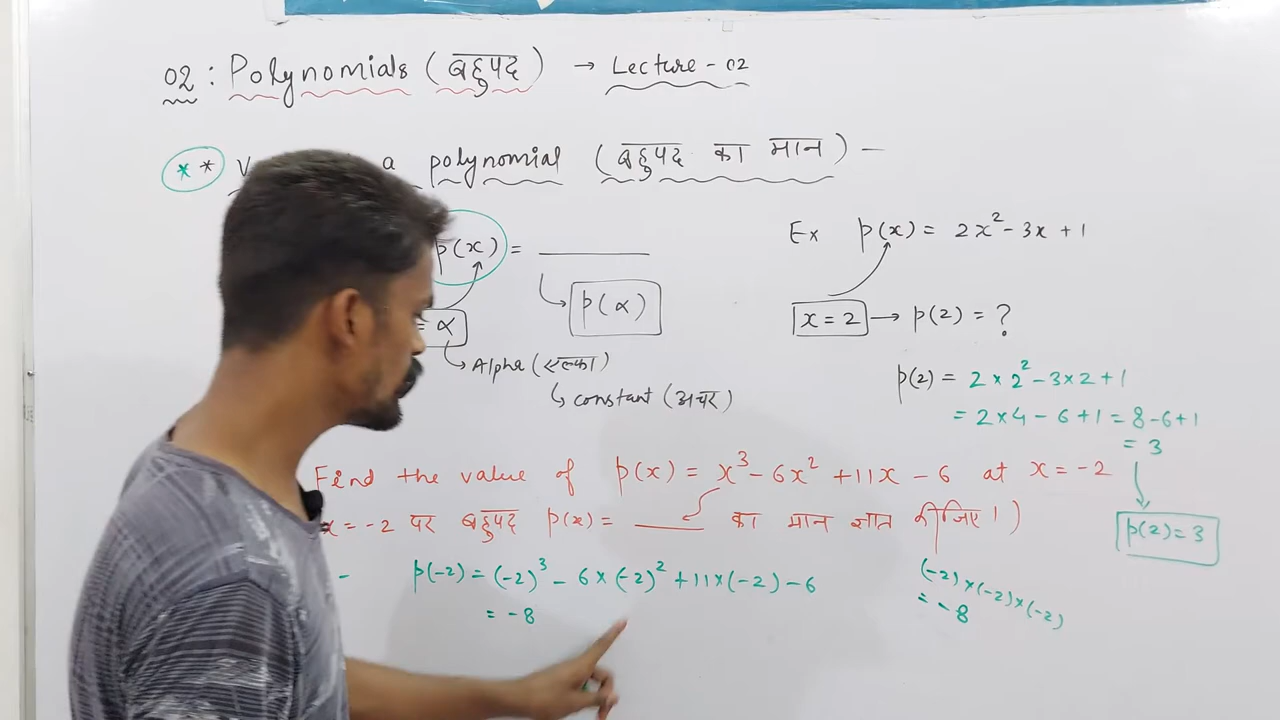 02 : Polynomials (बहुपद) → Lecture - 02
** a polynomial (बहुपद का मान) —
p(x) = ________
p(α)
= α
Alpha (एल्फा)
constant (अचर)
Ex p(x) = 2x² - 3x + 1
x = 2 → p(2) = ?
p(2) = 2 × 2² - 3 × 2 + 1
= 2 × 4 - 6 + 1 = 8 - 6 + 1
= 3
p(2) = 3
Find the value of p(x) = x³ - 6x² + 11x - 6 at x = -2
x = -2 पर बहुपद p(x) = ____ का मान ज्ञात कीजिए।)
- p(-2) = (-2)³ - 6 × (-2)² + 11 × (-2) - 6
= -8
(-2) × (-2) × (-2)
= -8